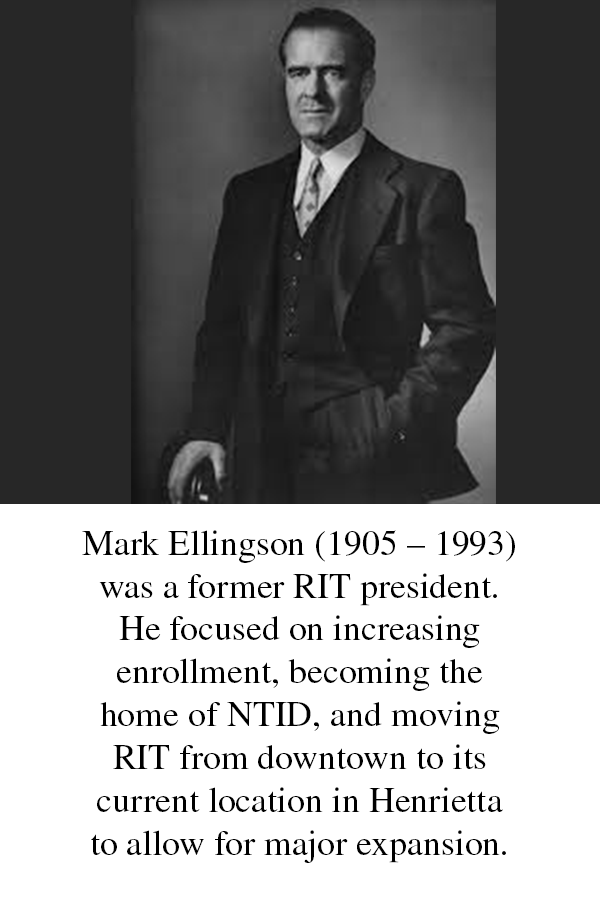 Mark Ellingson (1905 – 1993)
was a former RIT president.
He focused on increasing
enrollment, becoming the
home of NTID, and moving
RIT from downtown to its
current location in Henrietta
to allow for major expansion.